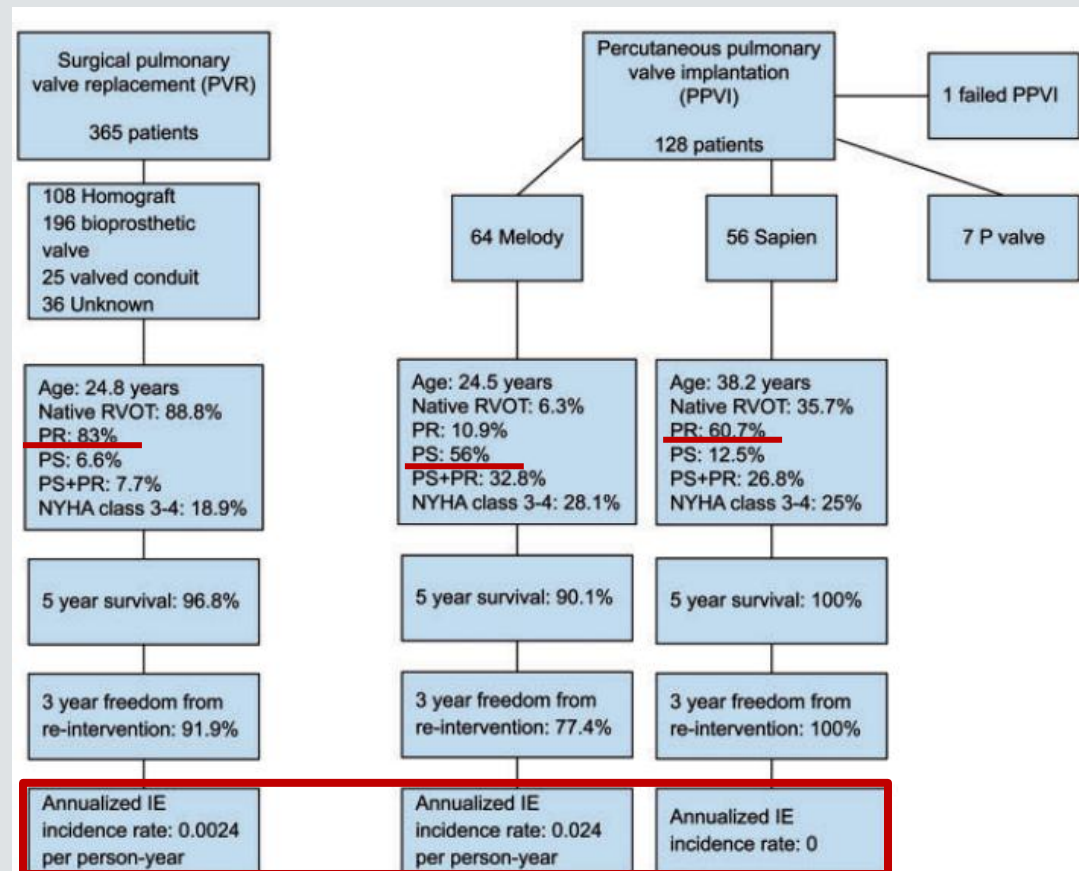 Surgical pulmonary
valve replacement (PVR)
365 patients
Percutaneous pulmonary
valve implantation
(PPVI)
128 patients
1 failed PPVI
108 Homograft
196 bioprosthetic
valve
25 valved conduit
36 Unknown
64 Melody
56 Sapien
7 P valve
Age: 24.8 years
Native RVOT: 88.8%
PR: 83%
PS: 6.6%
PS+PR: 7.7%
NYHA class 3-4: 18.9%
Age: 24.5 years
Native RVOT: 6.3%
PR: 10.9%
PS: 56%
PS+PR: 32.8%
NYHA class 3-4: 28.1%
Age: 38.2 years
Native RVOT: 35.7%
PR: 60.7%
PS: 12.5%
PS+PR: 26.8%
NYHA class 3-4: 25%
5 year survival: 96.8%
5 year survival: 90.1%
5 year survival: 100%
3 year freedom from
re-intervention: 91.9%
3 year freedom from
re-intervention: 77.4%
3 year freedom from
re-intervention: 100%
Annualized IE
incidence rate: 0.0024
per person-year
Annualized IE
incidence rate: 0.024
per person-year
Annualized IE
incidence rate: 0